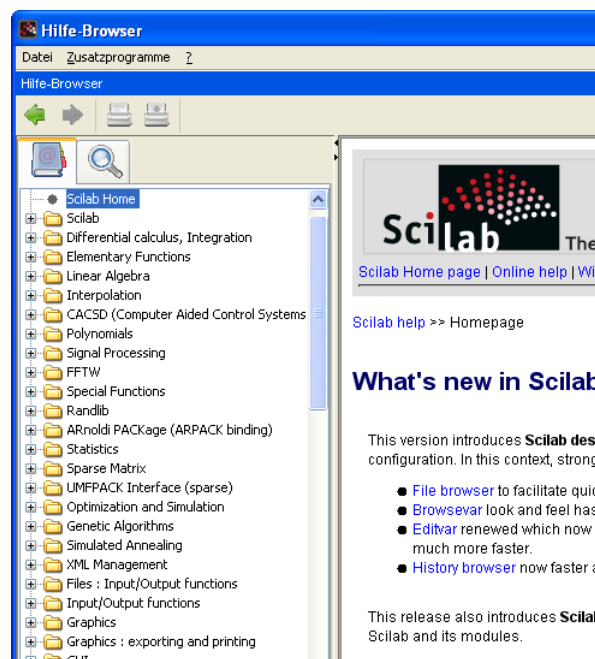 Hilfe-Browser
Datei Zusatzprogramme ?
Hilfe-Browser
Scilab Home
Scilab
Differential calculus, Integration
Elementary Functions
Linear Algebra
Interpolation
CACSD (Computer Aided Control Systems
Polynomials
Signal Processing
FFTW
Special Functions
Randlib
ARnoldi PACKage (ARPACK binding)
Statistics
Sparse Matrix
UMFPACK Interface (sparse)
Optimization and Simulation
Genetic Algorithms
Simulated Annealing
XML Management
Files : Input/Output functions
Input/Output functions
Graphics
Graphics : exporting and printing
SciLab The
Scilab Home page | Online help | Wi
Scilab help >> Homepage
What's new in Scilab
This version introduces Scilab des
configuration. In this context, strong
File browser to facilitate quic
Browsevar look and feel has
Editvar renewed which now
much more faster.
History browser now faster a
This release also introduces Scilab
Scilab and its modules.